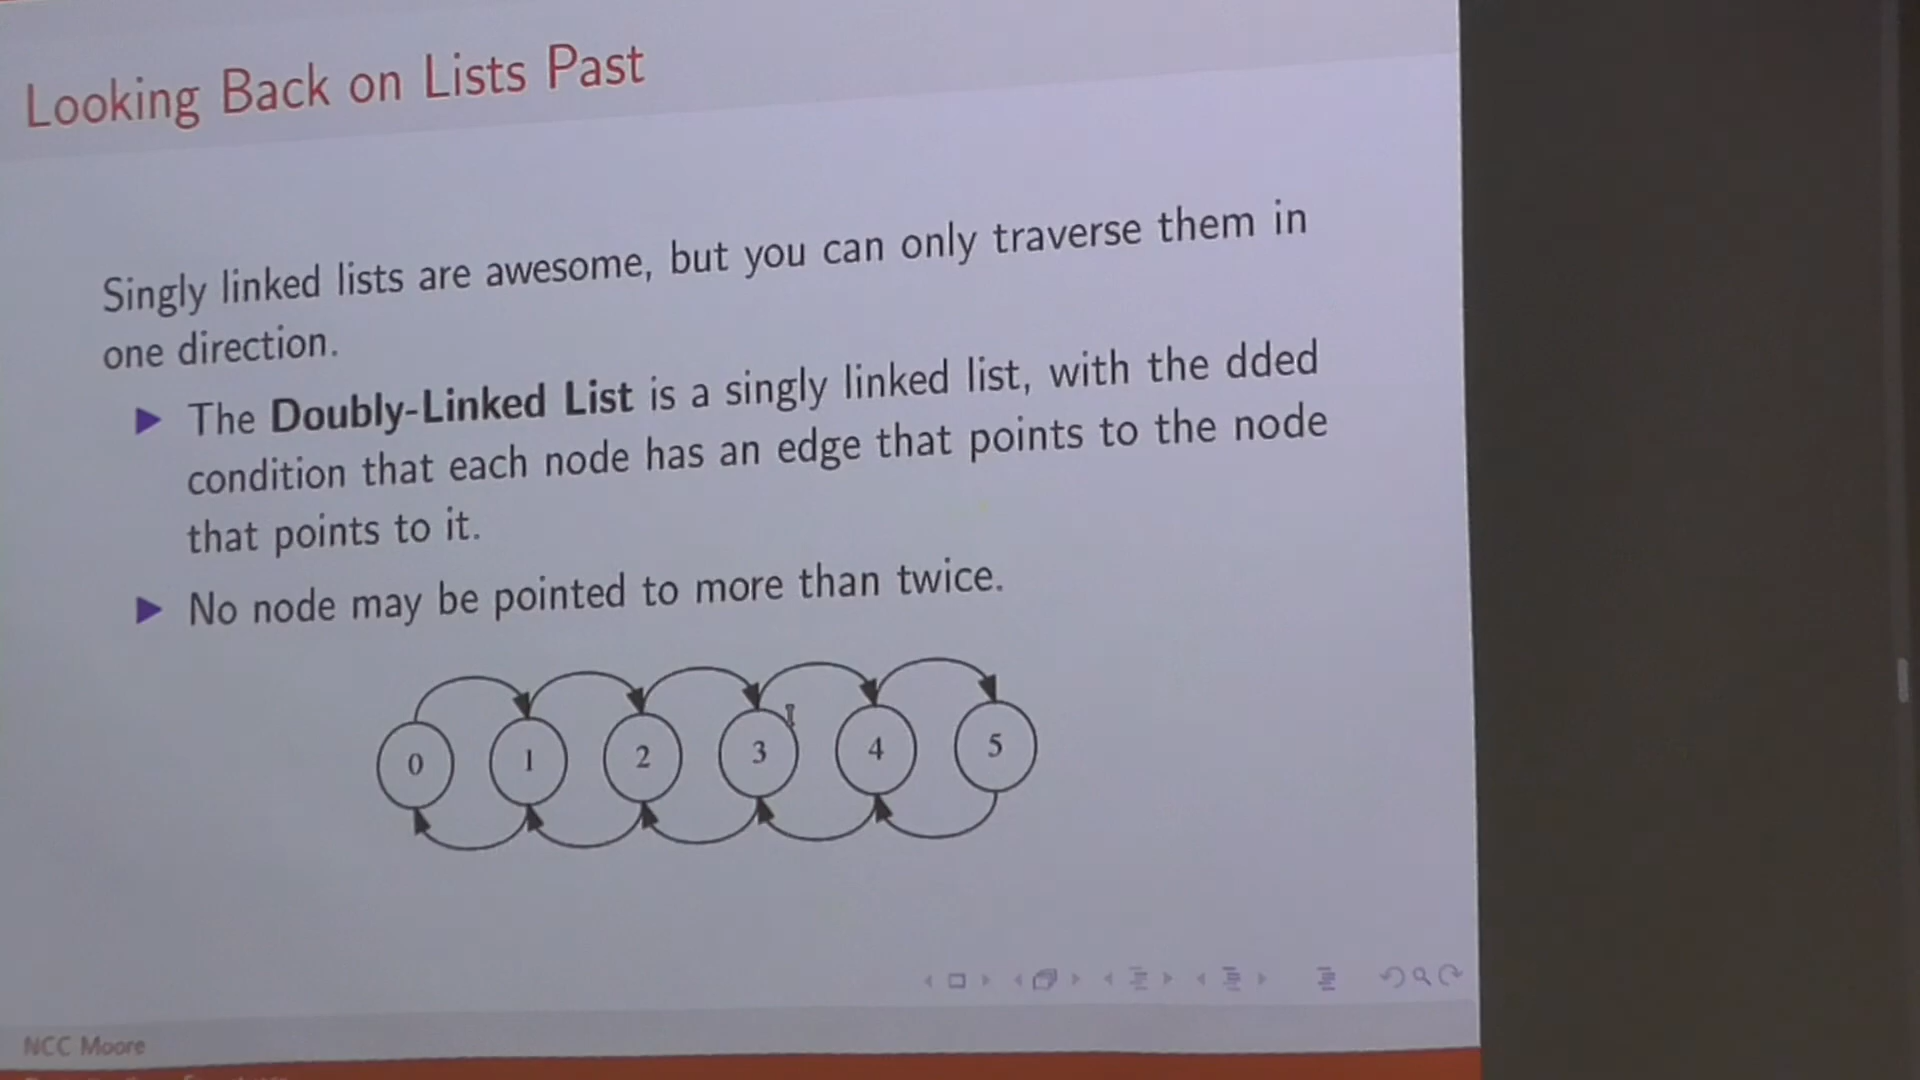 Looking Back on Lists Past
Singly linked lists are awesome, but you can only traverse them in
one direction.
The Doubly-Linked List is a singly linked list, with the dded
condition that each node has an edge that points to the node
that points to it.
No node may be pointed to more than twice.
0 1 2 3 4 5
NCC Moore